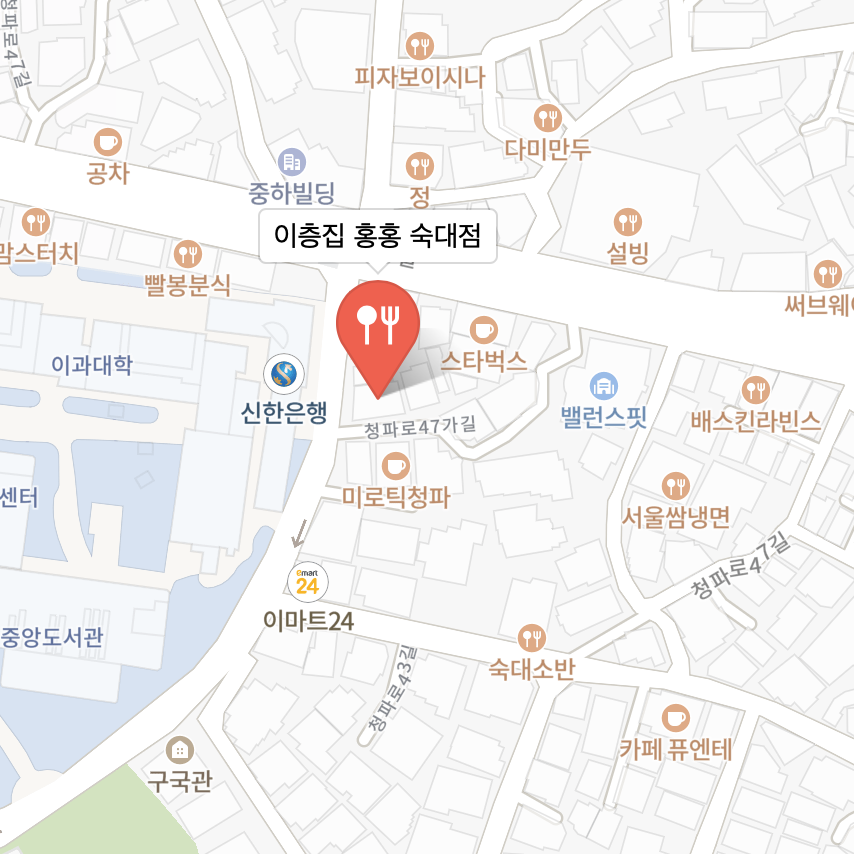 청파로47길
피자보이시나
다미만두
공차
중하빌딩
정
이층집 홍홍 숙대점
맘스터치
설빙
빨봉분식
써브웨이
이과대학
스타벅스
신한은행
밸런스핏
배스킨라빈스
청파로47가길
센터
미로틱청파
서울쌈냉면
청파로47길
emart
24
이마트24
중앙도서관
숙대소반
청파로43길
카페 퓨엔테
구국관